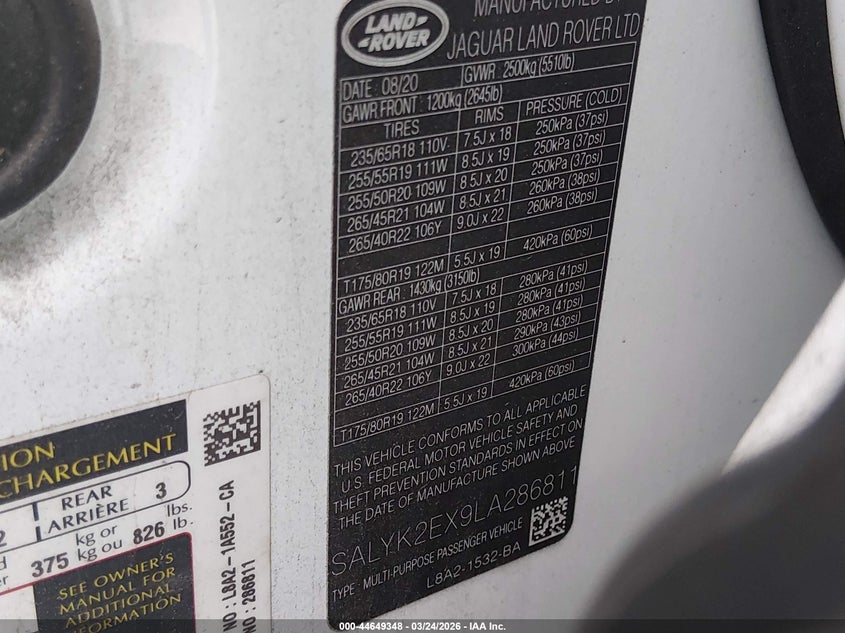 LAND
ROVER
MANUFACTURED BY
JAGUAR LAND ROVER LTD
DATE: 08/20
GVWR: 2500kg (5510lb)
GAWR FRONT: 1200kg (2645lb)
TIRES RIMS PRESSURE (COLD)
235/65R18 110V 7.5J x 18 250kPa (37psi)
255/55R19 111W 8.5J x 19 250kPa (37psi)
255/50R20 109W 8.5J x 20 250kPa (37psi)
265/45R21 104W 8.5J x 21 260kPa (38psi)
265/40R22 106Y 9.0J x 22 260kPa (38psi)
T175/80R19 122M 5.5J x 19 420kPa (60psi)
GAWR REAR: 1430kg (3150lb)
235/65R18 110V 7.5J x 18 280kPa (41psi)
255/55R19 111W 8.5J x 19 280kPa (41psi)
255/50R20 109W 8.5J x 20 280kPa (41psi)
265/45R21 104W 8.5J x 21 290kPa (43psi)
265/40R22 106Y 9.0J x 22 300kPa (44psi)
T175/80R19 122M 5.5J x 19 420kPa (60psi)
THIS VEHICLE CONFORMS TO ALL APPLICABLE
U.S. FEDERAL MOTOR VEHICLE SAFETY AND
THEFT PREVENTION STANDARDS IN EFFECT ON
THE DATE OF MANUFACTURE SHOWN ABOVE
SALYK2EX9LA286811
TYPE: MULTI-PURPOSE PASSENGER VEHICLE
L8A2-1532-BA
CHARGEMENT
REAR
ARRIÈRE 3
kg or lbs.
375 kg ou 826 lb.
SEE OWNER'S
MANUAL FOR
ADDITIONAL
INFORMATION
NO: L8A2-1A552-CA
NO: 286811
000-44649348 - 03/24/2026 - IAA Inc.